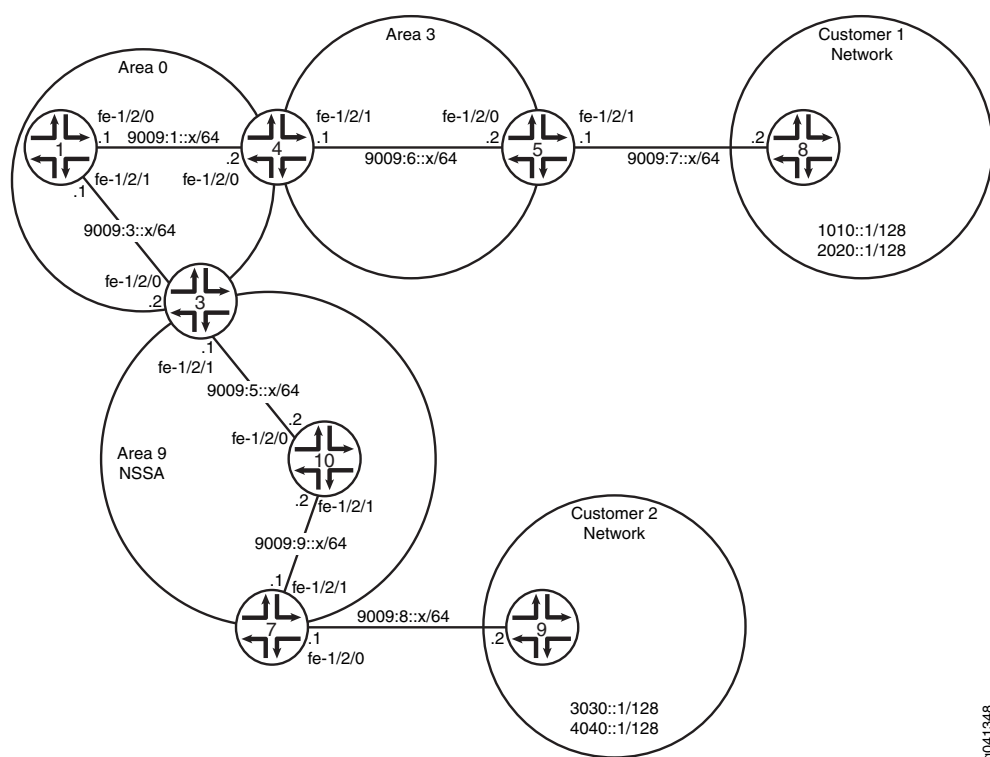 Area 0
Area 3
Customer 1
Network
fe-1/2/0
fe-1/2/1
fe-1/2/0
fe-1/2/1
1
.1
9009:1::x/64
.2
4
.1
9009:6::x/64
.2
5
.1
9009:7::x/64
.2
8
fe-1/2/1
fe-1/2/0
.1
9009:3::x/64
1010::1/128
2020::1/128
fe-1/2/0
.2
3
.1
fe-1/2/1
9009:5::x/64
.2
fe-1/2/0
Area 9
NSSA
10
.2
fe-1/2/1
Customer 2
Network
9009:9::x/64
.1
fe-1/2/1
7
9009:8::x/64
.1
.2
9
fe-1/2/0
3030::1/128
4040::1/128
g041348